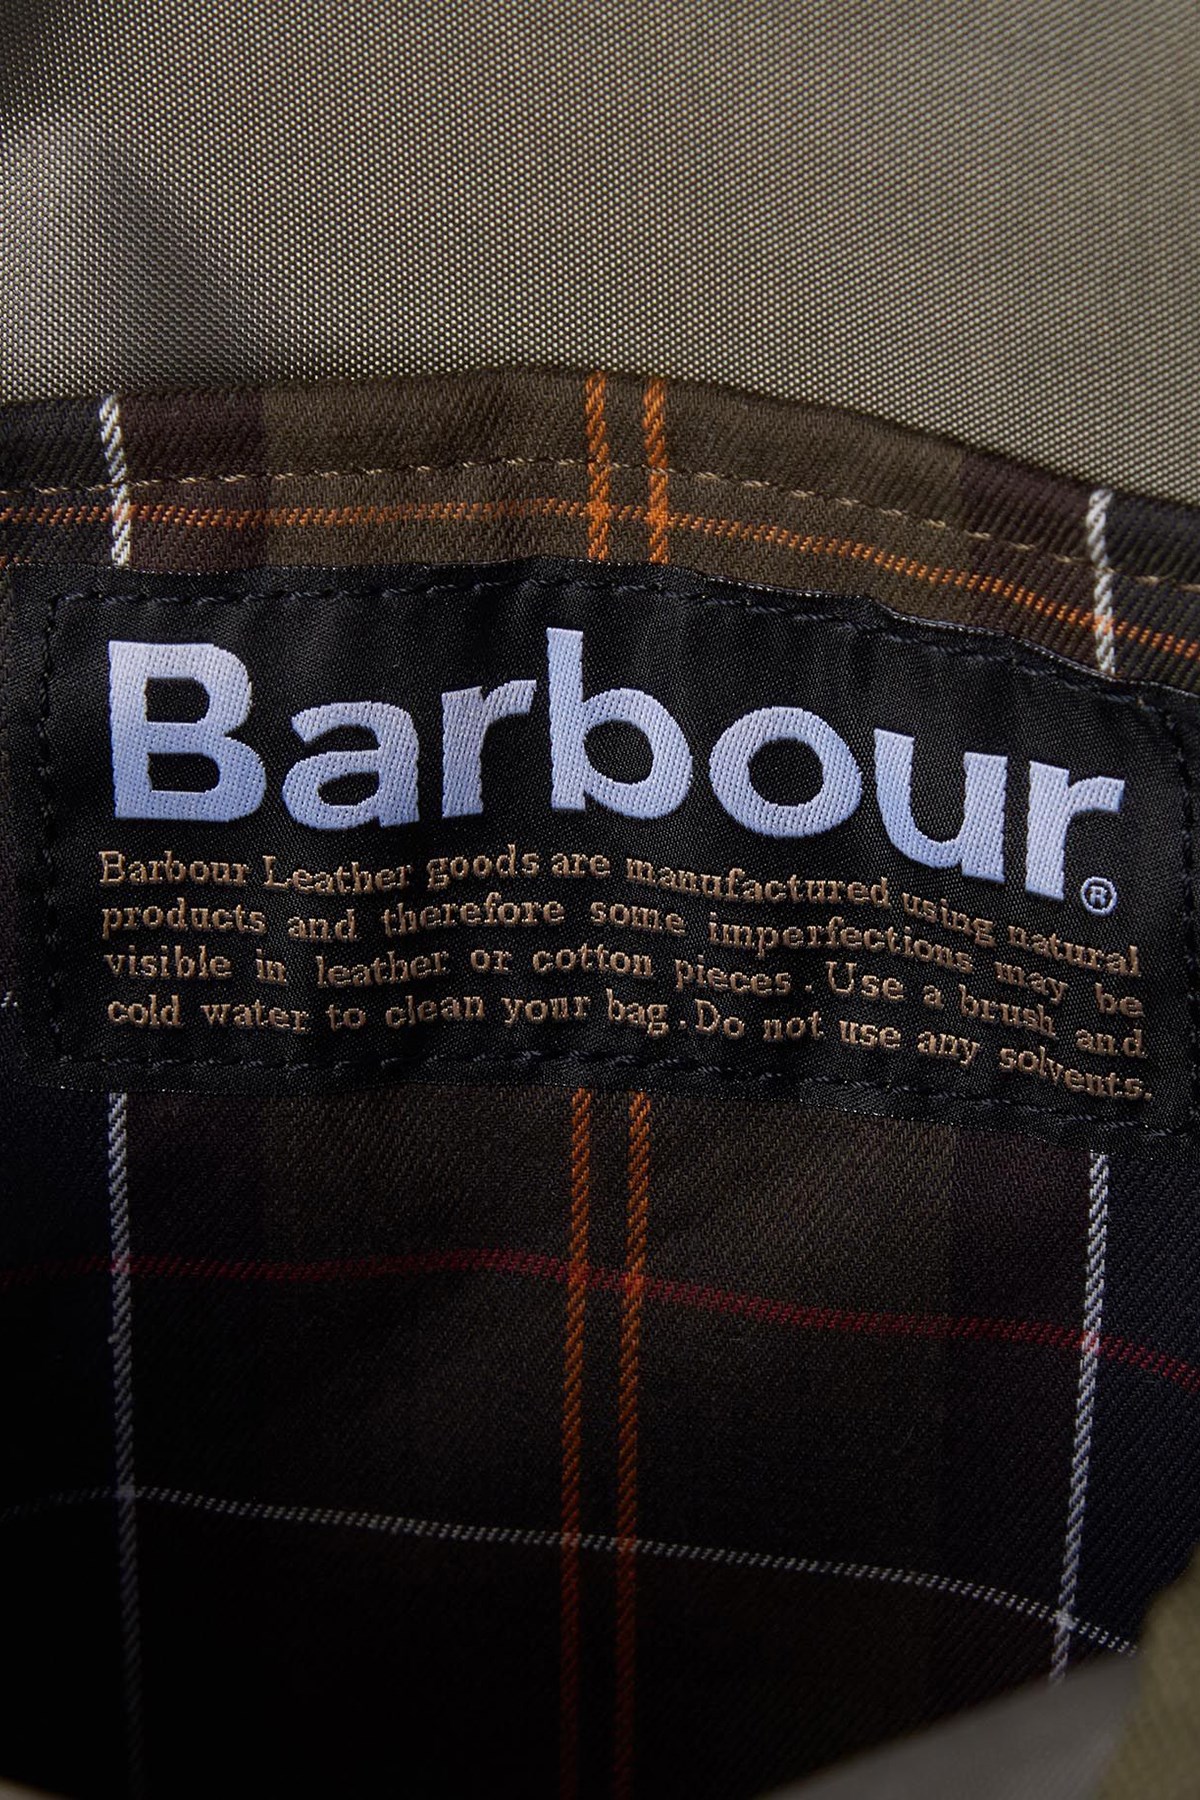 Barbour®
Barbour Leather goods are manufactured using natural
products and therefore some imperfections may be
visible in leather or cotton pieces . Use a brush and
cold water to clean your bag . Do not use any solvents.